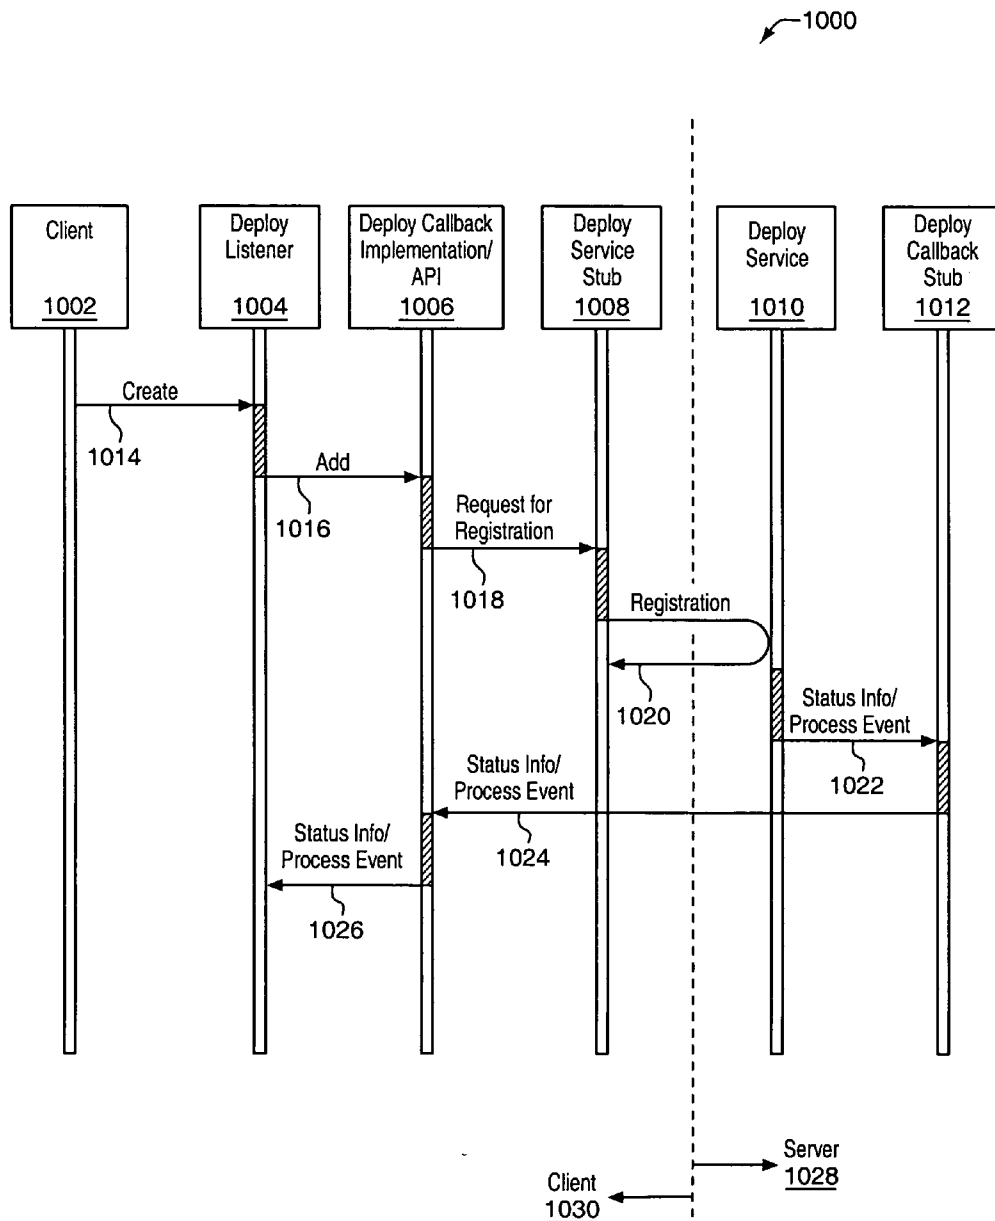 1000
Client
1002
Deploy
Listener
1004
Deploy Callback
Implementation/
API
1006
Deploy
Service
Stub
1008
Deploy
Service
1010
Deploy
Callback
Stub
1012
Create
1014
Add
1016
Request for
Registration
1018
Registration
1020
Status Info/
Process Event
1022
Status Info/
Process Event
1024
Status Info/
Process Event
1026
Server
1028
Client
1030